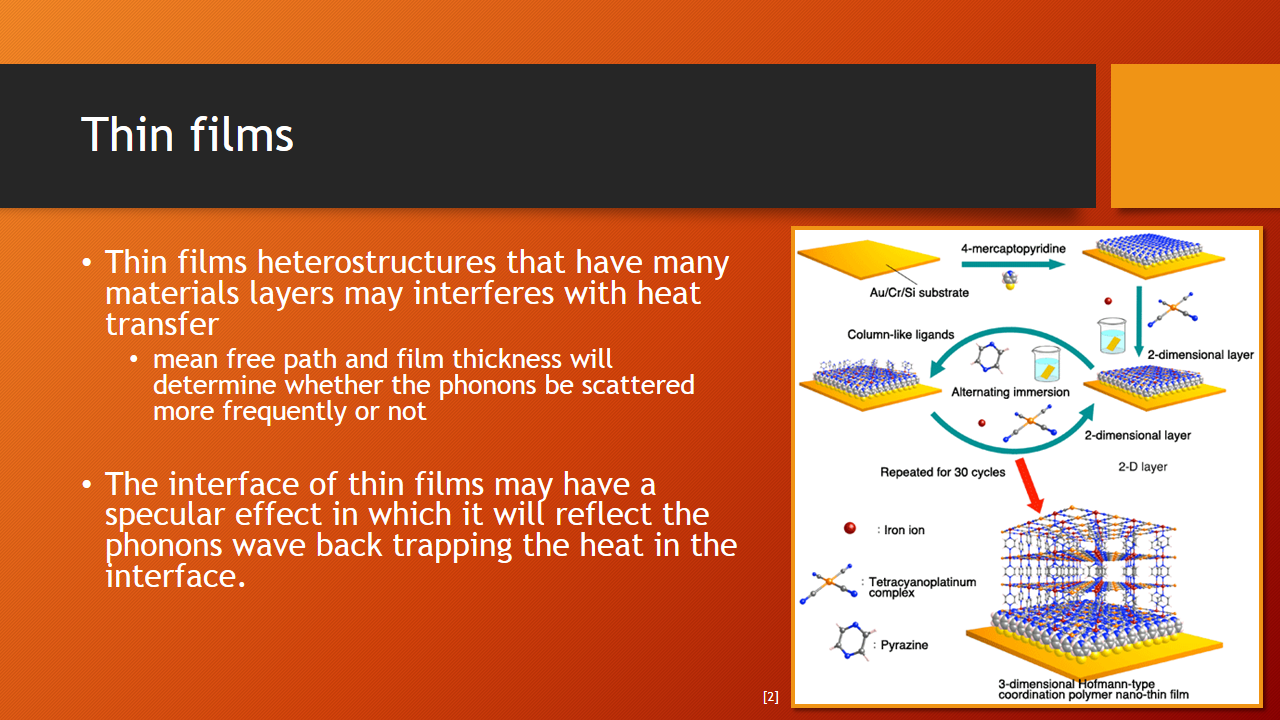 Thin films
• Thin films heterostructures that have many
materials layers may interferes with heat
transfer
• mean free path and film thickness will
determine whether the phonons be scattered
more frequently or not
• The interface of thin films may have a
specular effect in which it will reflect the
phonons wave back trapping the heat in the
interface.
4-mercaptopyridine
Au/Cr/Si substrate
Column-like ligands
2-dimensional layer
Alternating immersion
2-dimensional layer
2-D layer
Repeated for 30 cycles
: Iron ion
: Tetracyanoplatinum
complex
: Pyrazine
3-dimensional Hofmann-type
coordination polymer nano-thin film
[2]